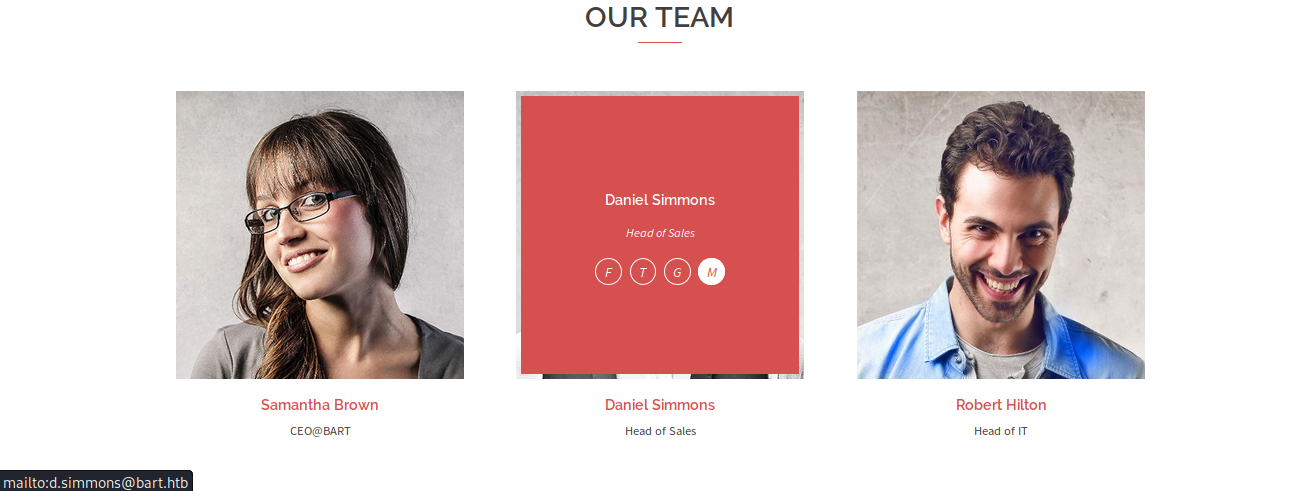 OUR TEAM
Daniel Simmons
Head of Sales
F T G M
Samantha Brown
CEO@BART
Daniel Simmons
Head of Sales
Robert Hilton
Head of IT
mailto:d.simmons@bart.htb